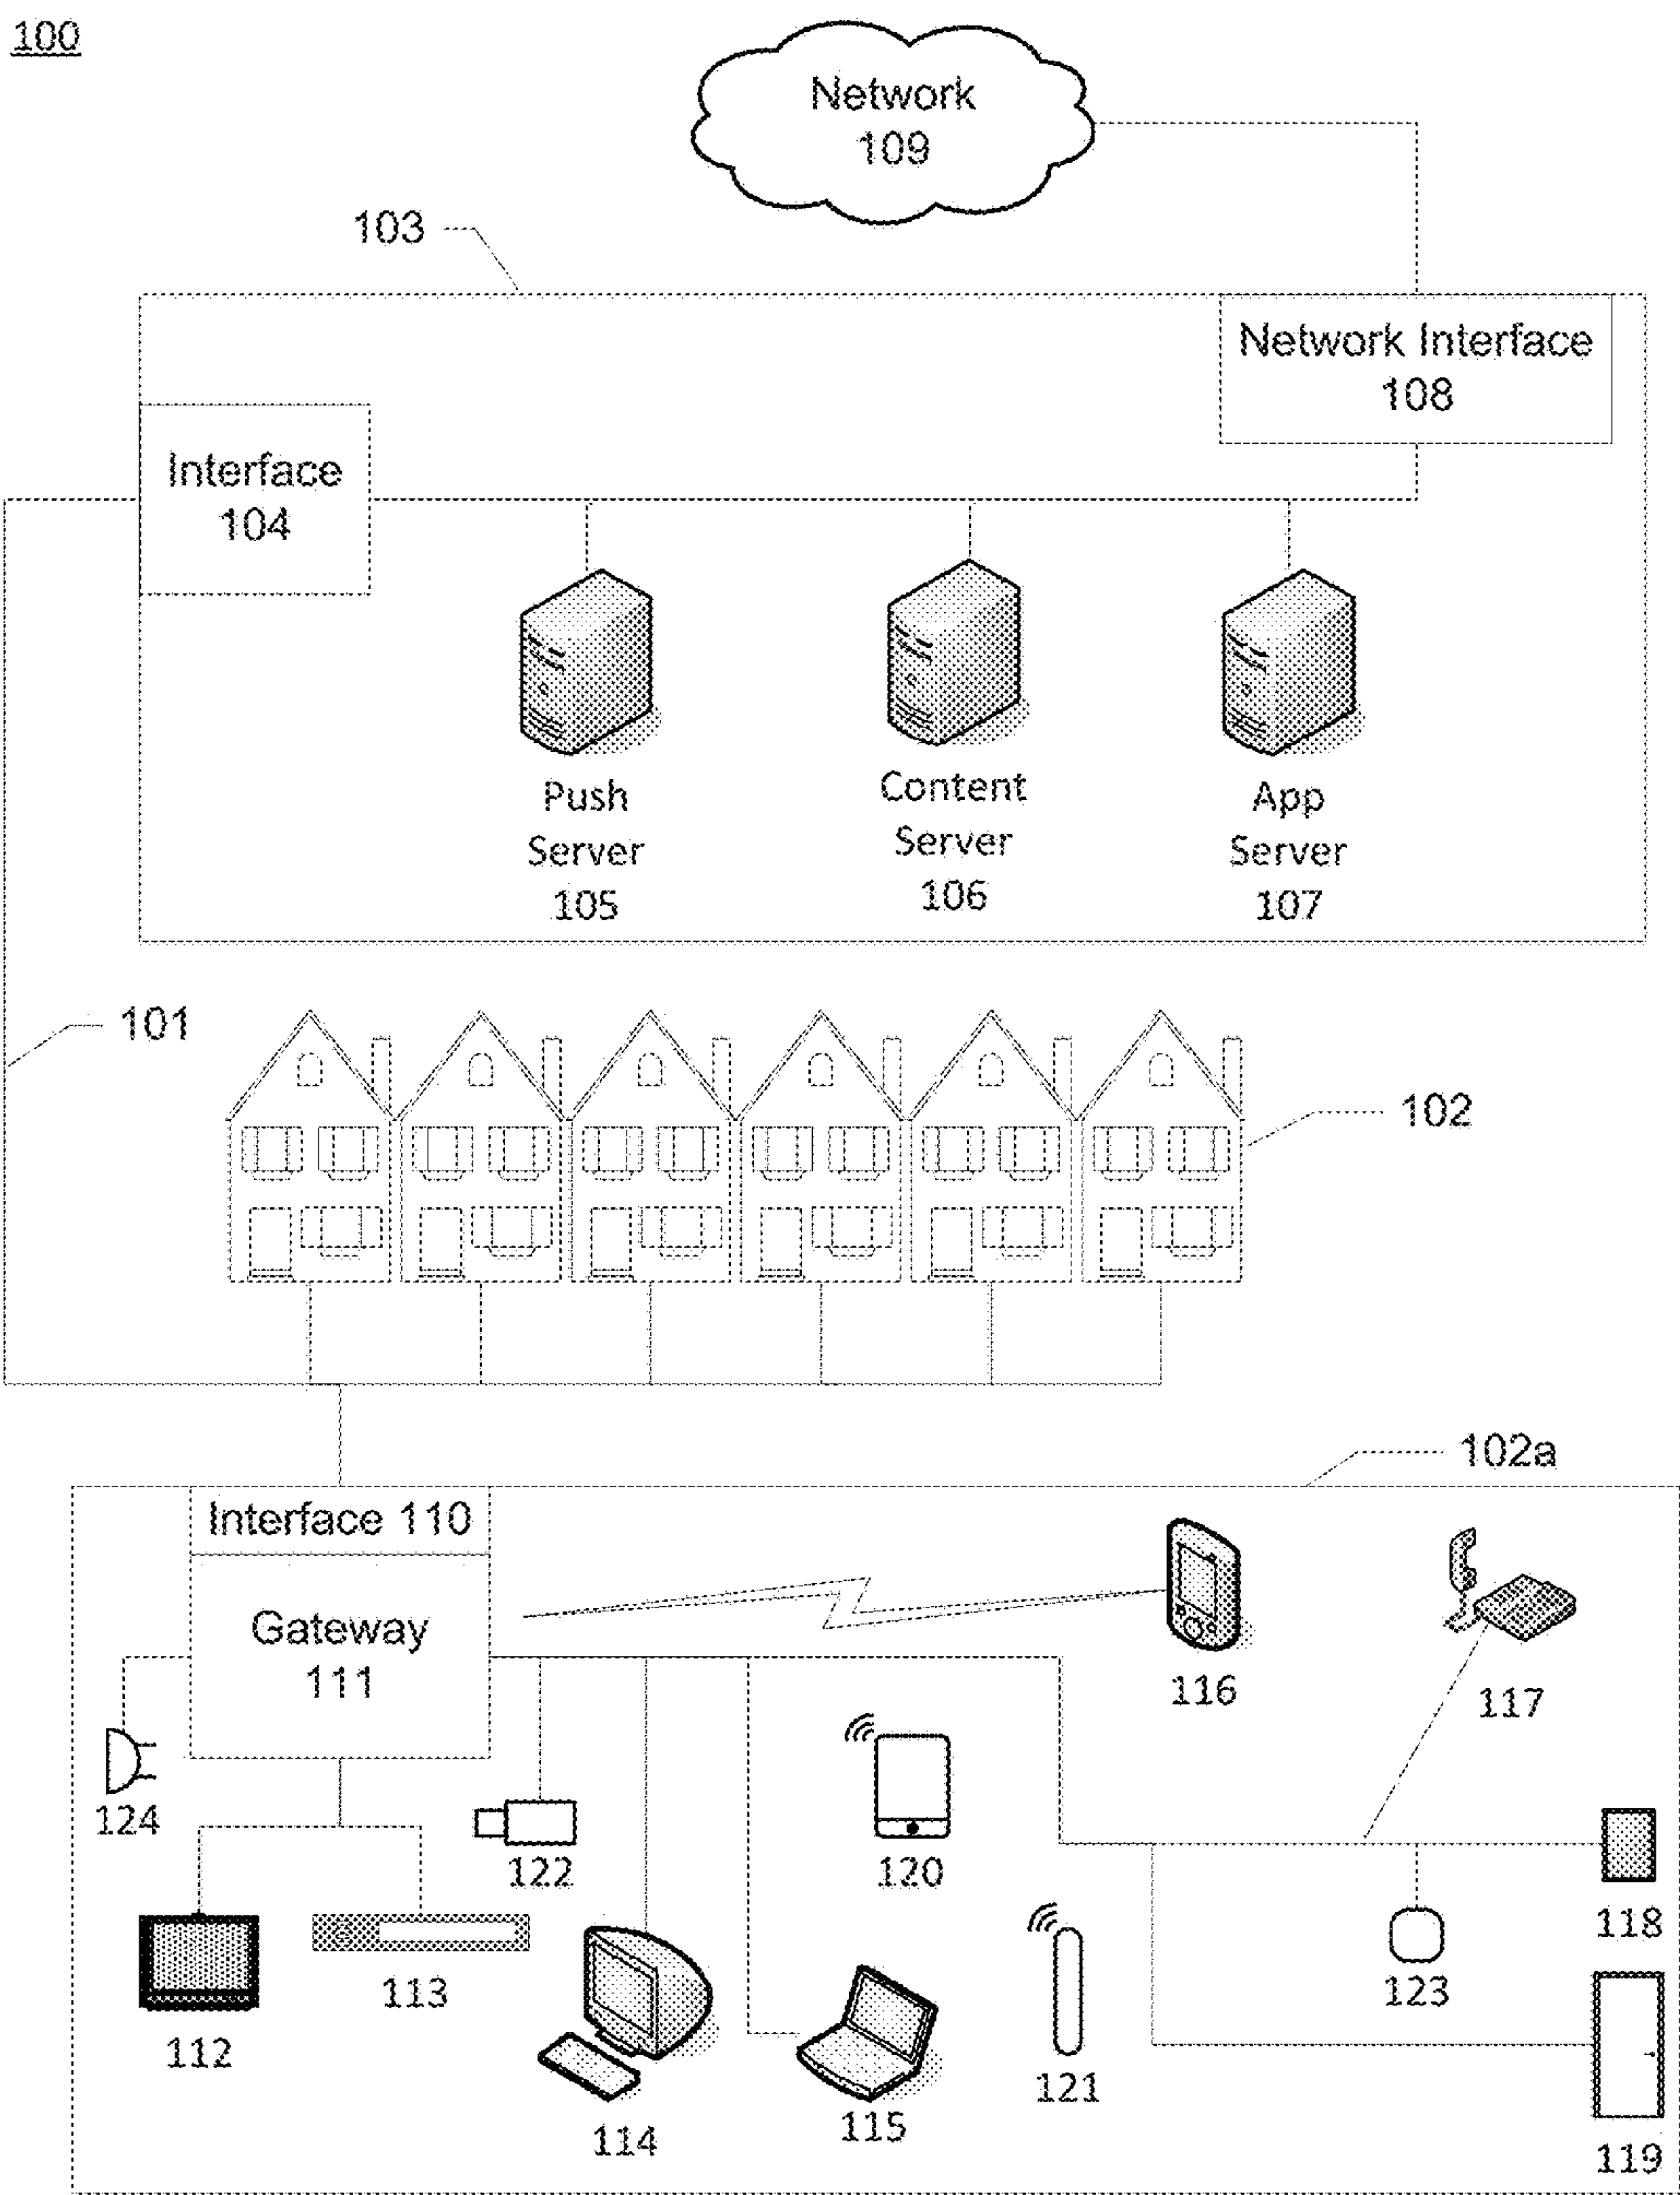 100
Network
109
103
Network Interface
108
Interface
104
Push
Server
105
Content
Server
106
App
Server
107
101
102
102a
Interface 110
Gateway
111
116
117
124
122
120
118
123
112
113
114
115
121
119